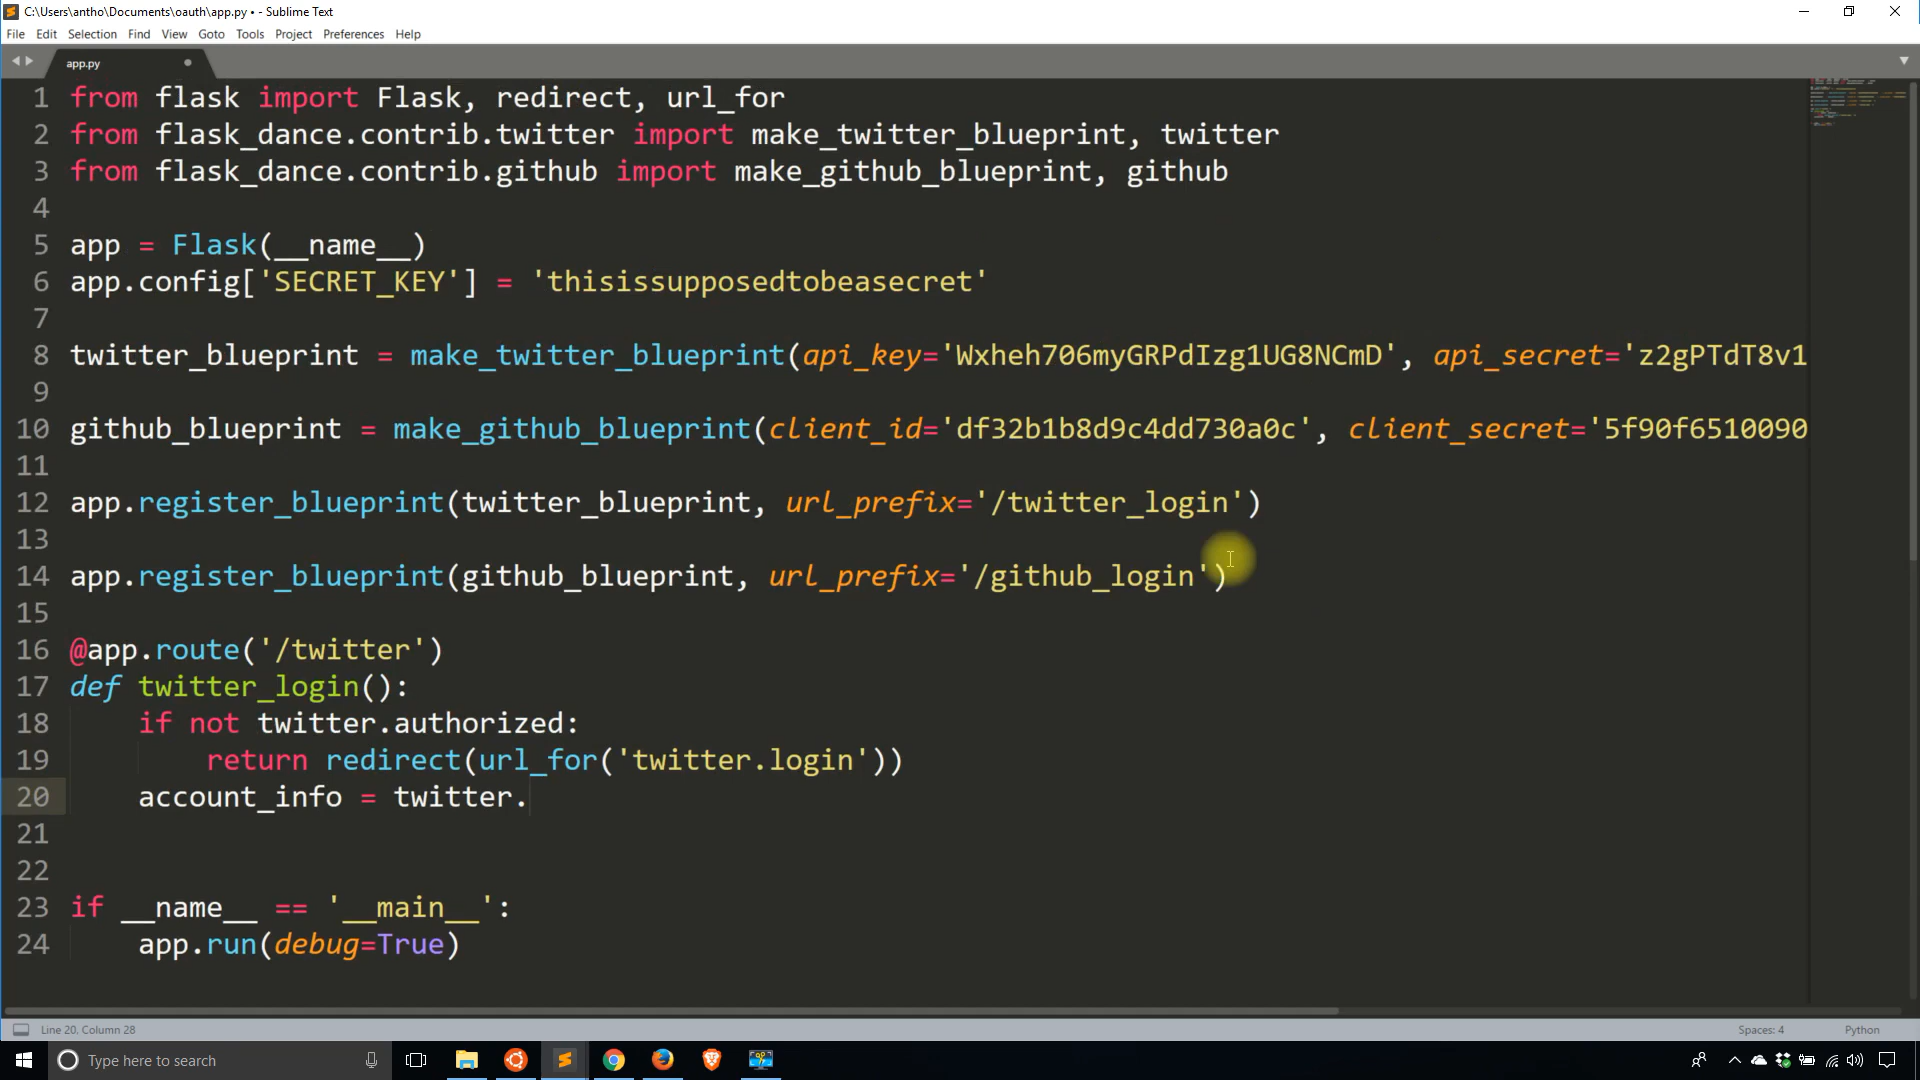 C:\Users\antho\Documents\oauth\app.py • - Sublime Text
File Edit Selection Find View Goto Tools Project Preferences Help
app.py
1 from flask import Flask, redirect, url_for
2 from flask_dance.contrib.twitter import make_twitter_blueprint, twitter
3 from flask_dance.contrib.github import make_github_blueprint, github
4
5 app = Flask(__name__)
6 app.config['SECRET_KEY'] = 'thisissupposedtobeasecret'
7
8 twitter_blueprint = make_twitter_blueprint(api_key='Wxheh706myGRPdIzg1UG8NCmD', api_secret='z2gPTdT8v1
9
10 github_blueprint = make_github_blueprint(client_id='df32b1b8d9c4dd730a0c', client_secret='5f90f6510090
11
12 app.register_blueprint(twitter_blueprint, url_prefix='/twitter_login')
13
14 app.register_blueprint(github_blueprint, url_prefix='/github_login')
15
16 @app.route('/twitter')
17 def twitter_login():
18     if not twitter.authorized:
19         return redirect(url_for('twitter.login'))
20     account_info = twitter.
21
22
23 if __name__ == '__main__':
24     app.run(debug=True)
Line 20, Column 28
Spaces: 4
Python
Type here to search